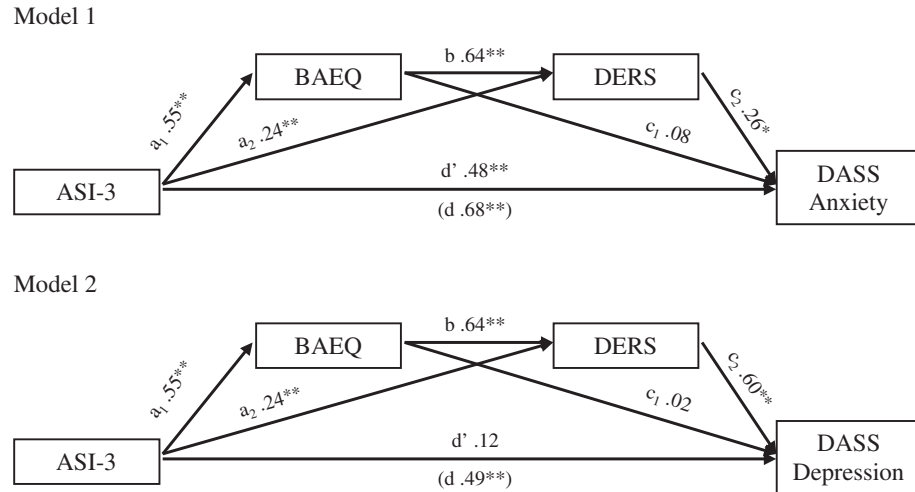 Model 1
BAEQ
b .64**
DERS
a₁ .55**
a₂ .24**
c₁ .08
c₂ .26*
ASI-3
d' .48**
(d .68**)
DASS
Anxiety
Model 2
BAEQ
b .64**
DERS
a₁ .55**
a₂ .24**
c₁ .02
c₂ .60**
ASI-3
d' .12
(d .49**)
DASS
Depression